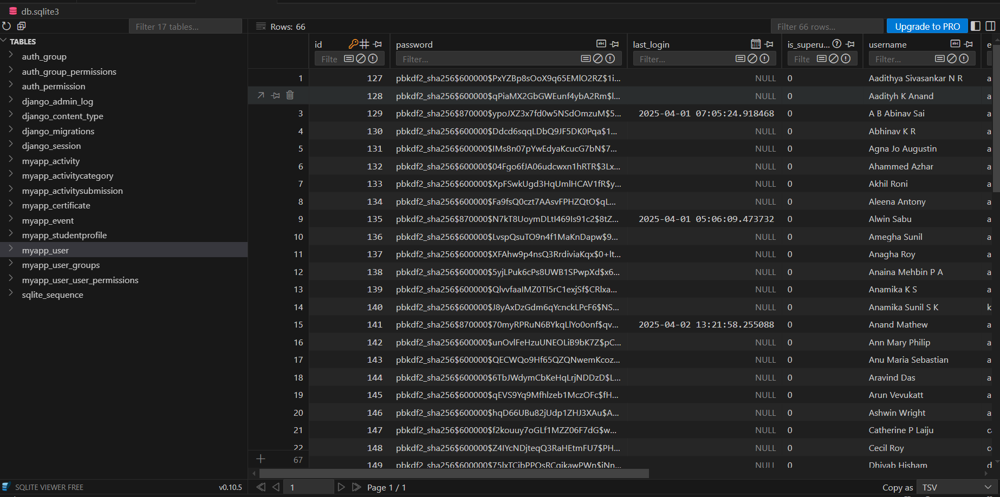 db.sqlite3
Filter 17 tables...
Rows: 66
Filter 66 rows...
Upgrade to PRO
TABLES
auth_group
auth_group_permissions
auth_permission
django_admin_log
django_content_type
django_migrations
django_session
myapp_activity
myapp_activitycategory
myapp_activitysubmission
myapp_certificate
myapp_event
myapp_studentprofile
myapp_user
myapp_user_groups
myapp_user_user_permissions
sqlite_sequence
id password last_login is_superu... username e
Filte Filter... Filter... Filte Filter...
1 127 pbkdf2_sha256$600000$PxYZBp8sOoX9q65EMlO2RZ$1i... NULL 0 Aadithya Sivasankar N R a
128 pbkdf2_sha256$600000$qPiaMX2GbGWEunf4ybA2Rm$l... NULL 0 Aadityh K Anand a
3 129 pbkdf2_sha256$870000$ypoJXZ3x7fd0w5NSdOmzuM$5... 2025-04-01 07:05:24.918468 0 A B Abinav Sai a
4 130 pbkdf2_sha256$600000$Ddcd6sqqLDbQ9JF5DK0Pqa$1... NULL 0 Abhinav K R a
5 131 pbkdf2_sha256$600000$IMs8n07pYwEdyaKcucG7bN$7... NULL 0 Agna Jo Augustin a
6 132 pbkdf2_sha256$600000$04Fgo6fJA06udcwxn1hRTR$3Lx... NULL 0 Ahammed Azhar a
7 133 pbkdf2_sha256$600000$XpFSwkUgd3HqUmlHCAV1fR$y... NULL 0 Akhil Roni a
8 134 pbkdf2_sha256$600000$Fa9fsQ0czt7AAsvFPHZQtO$qL... NULL 0 Aleena Antony a
9 135 pbkdf2_sha256$870000$N7kT8UoymDLtI469Is91c2$8tZ... 2025-04-01 05:06:09.473732 0 Alwin Sabu a
10 136 pbkdf2_sha256$600000$LvspQsuTO9n4f1MaKnDapw$9... NULL 0 Amegha Sunil a
11 137 pbkdf2_sha256$600000$XFAhw9p4nsQ3RrdiviaKqx$0+It... NULL 0 Anagha Roy a
12 138 pbkdf2_sha256$600000$5yjLPuk6cPs8UWB1SPwpXd$x6... NULL 0 Anaina Mehbin P A a
13 139 pbkdf2_sha256$600000$QlvvfaaIMZ0TI5rC1exjSf$CRlxa... NULL 0 Anamika K S a
14 140 pbkdf2_sha256$600000$J8yAxDzGdm6qYcnckLPcF6$NS... NULL 0 Anamika Sunil S K k
15 141 pbkdf2_sha256$870000$70myRPRuN6BYkqLlYo0onf$qv... 2025-04-02 13:21:58.255088 0 Anand Mathew a
16 142 pbkdf2_sha256$600000$unOvlFeHzuUNEOLiB9bK7Z$pC... NULL 0 Ann Mary Philip a
17 143 pbkdf2_sha256$600000$QECWQo9Hf65QZQNwemKcoz... NULL 0 Anu Maria Sebastian a
18 144 pbkdf2_sha256$600000$6TbJWdymCbKeHqLrjNDDzD$L... NULL 0 Aravind Das a
19 145 pbkdf2_sha256$600000$qEVS9Yq9Mfhlzeb1MczOFc$fH... NULL 0 Arun Vevukatt a
20 146 pbkdf2_sha256$600000$hqD66UBu82jUdp1ZHJ3XAu$A... NULL 0 Ashwin Wright a
21 147 pbkdf2_sha256$600000$f2kouuy7oGLf1MZZ06F7dG$w... NULL 0 Catherine P Laiju c
22 148 pbkdf2_sha256$600000$Z4IYcNDjteqQ3RaHEtmFU7$PH... NULL 0 Cecil Roy c
149 pbkdf2_sha256$600000$75lxTCibPPOsRCqikawPWn$iNn... NULL 0 Dhiyab Hisham d
67
SQLITE VIEWER FREE v0.10.5
1 Page 1 / 1
Copy as TSV